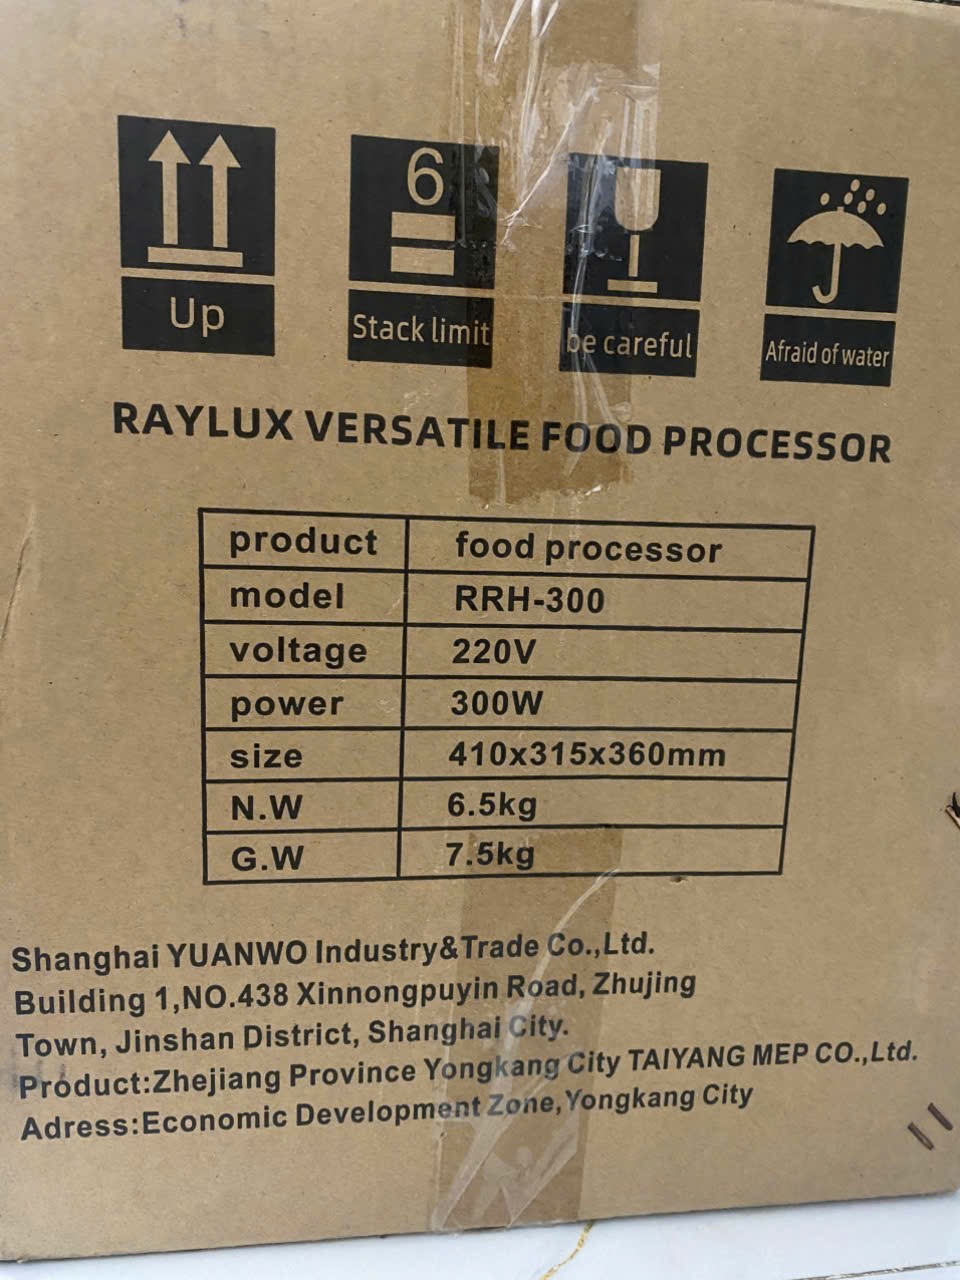 6
Up
Stack limit
be careful
Afraid of water
RAYLUX VERSATILE FOOD PROCESSOR
product food processor
model RRH-300
voltage 220V
power 300W
size 410x315x360mm
N.W 6.5kg
G.W 7.5kg
Shanghai YUANWO Industry&Trade Co.,Ltd.
Building 1,NO.438 Xinnongpuyin Road, Zhujing
Town, Jinshan District, Shanghai City.
Product:Zhejiang Province Yongkang City TAIYANG MEP CO.,Ltd.
Adress:Economic Development Zone,Yongkang City